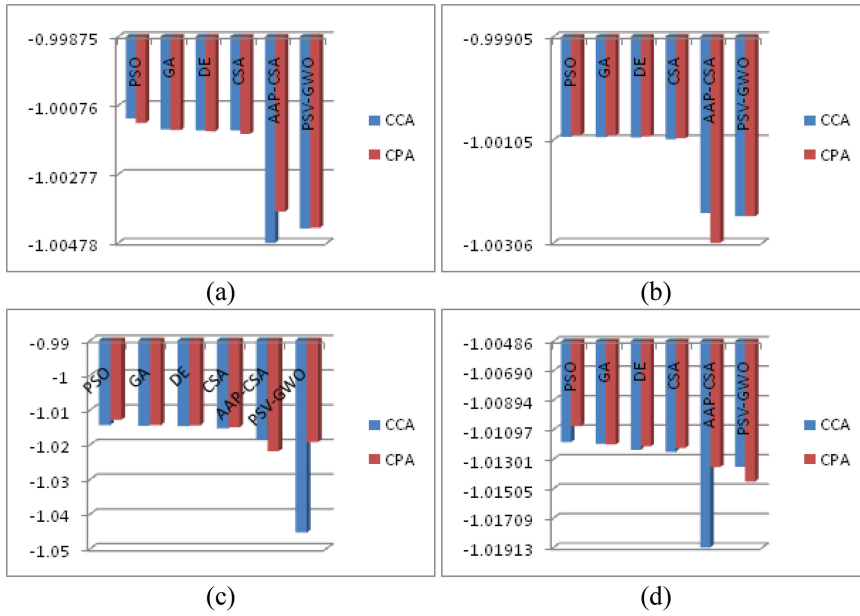 -0.99875
-1.00076
-1.00277
-1.00478
PSO
GA
DE
CSA
AAP-CSA
PSV-GWO
CCA
CPA
(a)
-0.99905
-1.00105
-1.00306
PSO
GA
DE
CSA
AAP-CSA
PSV-GWO
CCA
CPA
(b)
-0.99
-1
-1.01
-1.02
-1.03
-1.04
-1.05
PSO
GA
DE
CSA
AAP-CSA
PSV-GWO
CCA
CPA
(c)
-1.00486
-1.00690
-1.00894
-1.01097
-1.01301
-1.01505
-1.01709
-1.01913
PSO
GA
DE
CSA
AAP-CSA
PSV-GWO
CCA
CPA
(d)